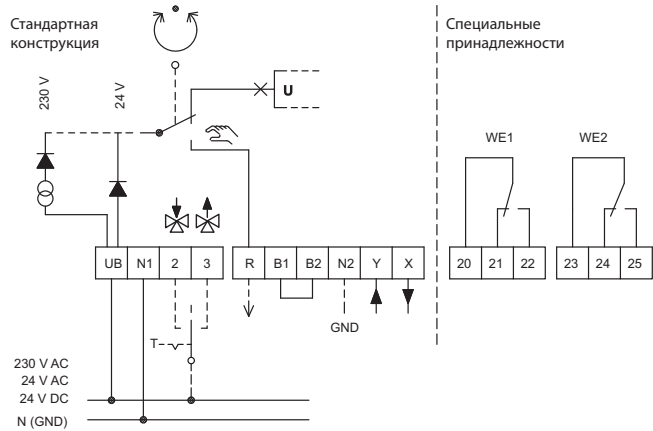 Стандартная
конструкция
Специальные
принадлежности
230 V
24 V
U
WE1
WE2
UB N1 2 3 R B1 B2 N2 Y X 20 21 22 23 24 25
GND
T
230 V AC
24 V AC
24 V DC
N (GND)